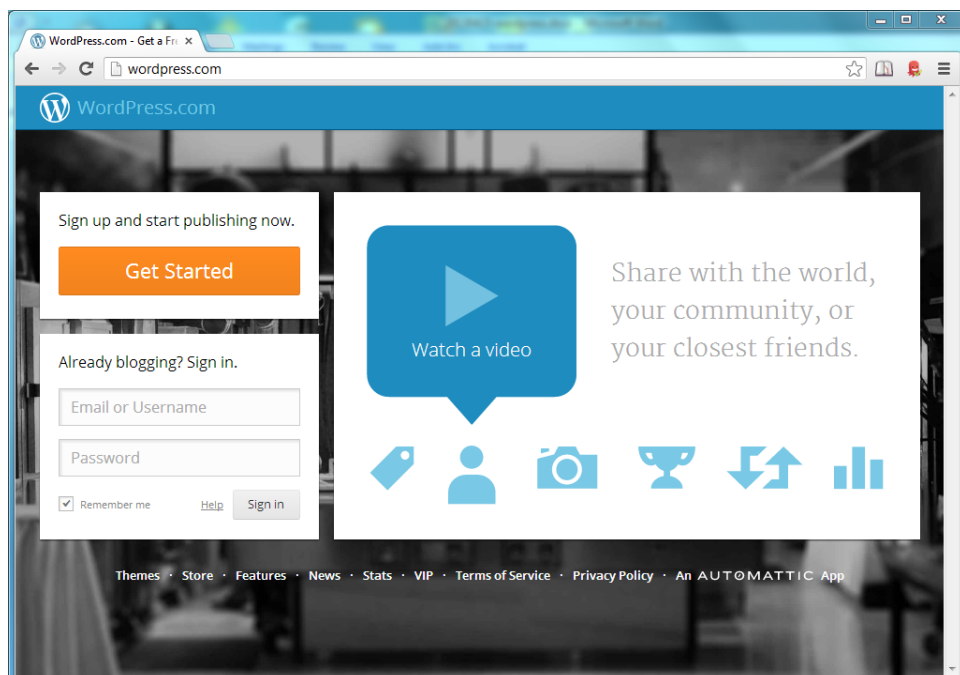 WordPress.com - Get a Fr
wordpress.com
WordPress.com
Sign up and start publishing now.
Get Started
Already blogging? Sign in.
Email or Username
Password
Remember me
Help
Sign in
Watch a video
Share with the world,
your community, or
your closest friends.
Themes · Store · Features · News · Stats · VIP · Terms of Service · Privacy Policy · An AUTOMATTIC App